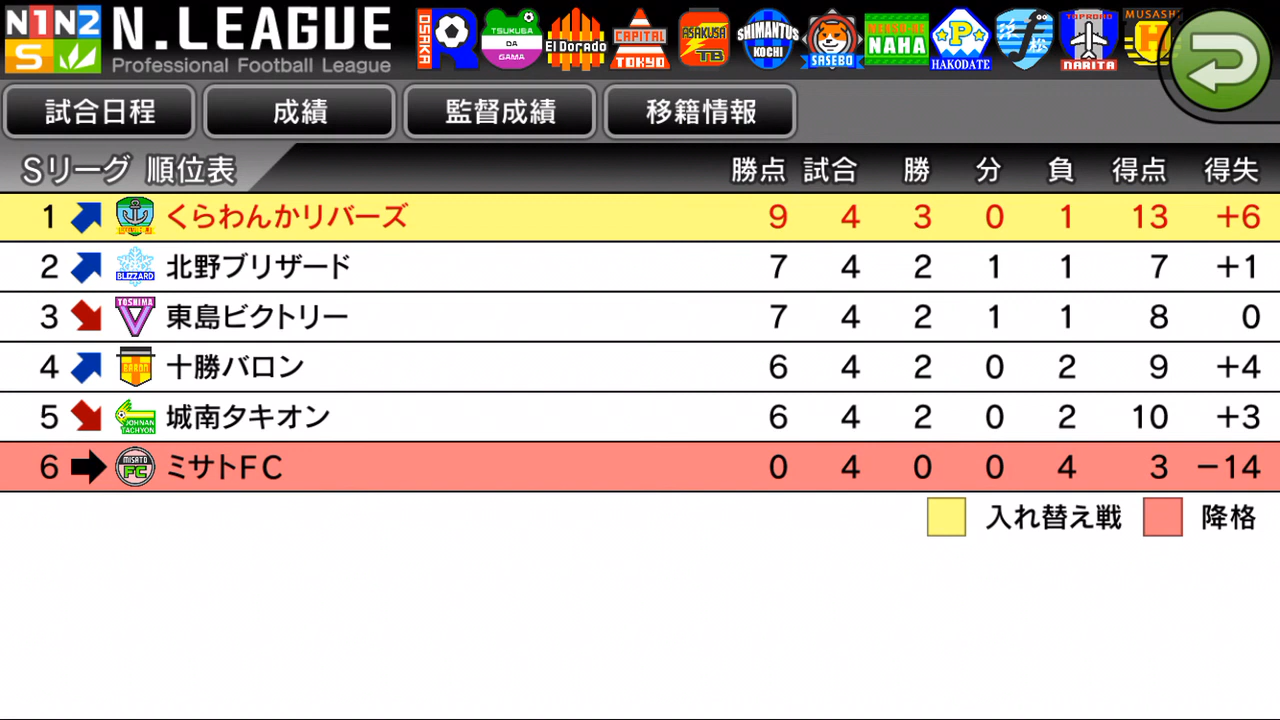 N1 N2 S
N.LEAGUE
Professional Football League
OSAKA R
TSUKUBA DA GAMA
El Dorado
CAPITAL TOKYO
ASAKUSA TB
SHIMANTUS KOCHI
SASEBO
NAHA
P HAKODATE
NARITA
MUSASHI H
試合日程 成績 監督成績 移籍情報
Sリーグ 順位表 勝点 試合 勝 分 負 得点 得失
1 くらわんかリバーズ 9 4 3 0 1 13 +6
2 BLIZZARD 北野ブリザード 7 4 2 1 1 7 +1
3 TOSHIMA V 東島ビクトリー 7 4 2 1 1 8 0
4 BARON 十勝バロン 6 4 2 0 2 9 +4
5 JOHNAN TACHYON 城南タキオン 6 4 2 0 2 10 +3
6 MISATO FC ミサトFC 0 4 0 0 4 3 -14
入れ替え戦 降格